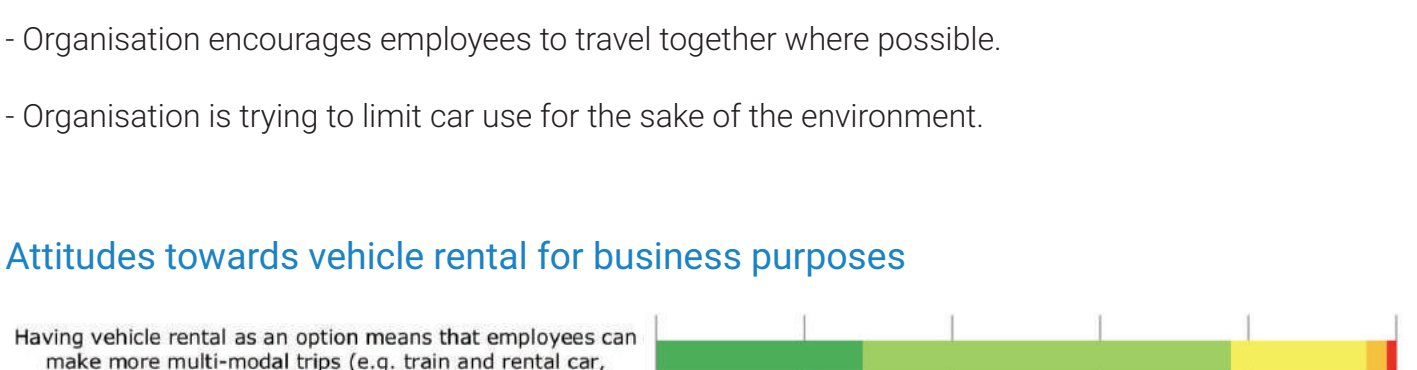 - Organisation encourages employees to travel together where possible.
- Organisation is trying to limit car use for the sake of the environment.
Attitudes towards vehicle rental for business purposes
Having vehicle rental as an option means that employees can
make more multi-modal trips (e.g. train and rental car,